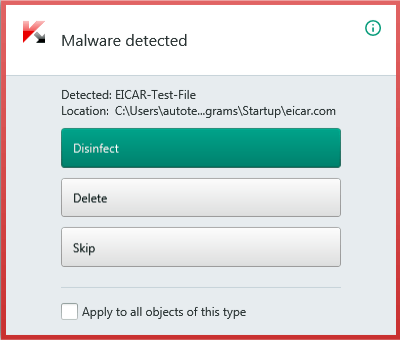 Malware detected
Detected: EICAR-Test-File
Location: C:\Users\autote...grams\Startup\eicar.com
Disinfect
Delete
Skip
Apply to all objects of this type